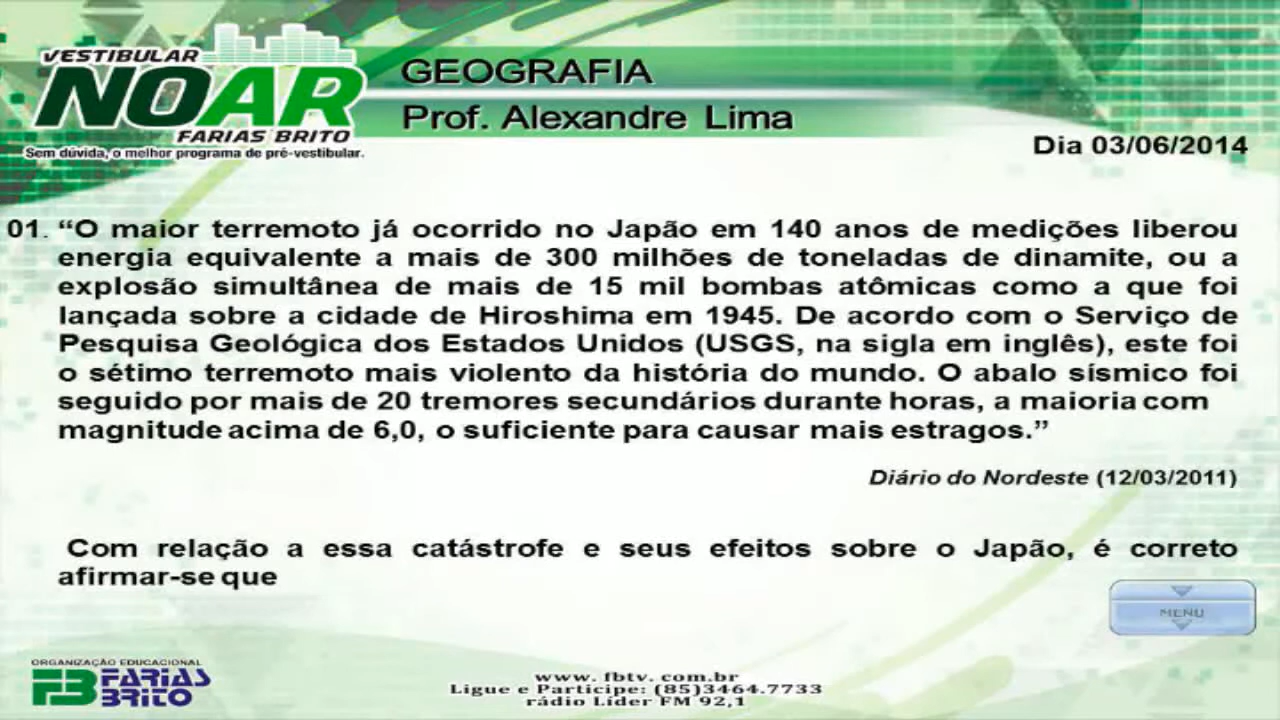 VESTIBULAR
NOAR
FARIAS BRITO
Sem dúvida, o melhor programa de pré-vestibular.
GEOGRAFIA
Prof. Alexandre Lima
Dia 03/06/2014
01. “O maior terremoto já ocorrido no Japão em 140 anos de medições liberou
energia equivalente a mais de 300 milhões de toneladas de dinamite, ou a
explosão simultânea de mais de 15 mil bombas atômicas como a que foi
lançada sobre a cidade de Hiroshima em 1945. De acordo com o Serviço de
Pesquisa Geológica dos Estados Unidos (USGS, na sigla em inglês), este foi
o sétimo terremoto mais violento da história do mundo. O abalo sísmico foi
seguido por mais de 20 tremores secundários durante horas, a maioria com
magnitude acima de 6,0, o suficiente para causar mais estragos.”
Diário do Nordeste (12/03/2011)
Com relação a essa catástrofe e seus efeitos sobre o Japão, é correto
afirmar-se que
MENU
ORGANIZAÇÃO EDUCACIONAL
FB FARIAS
BRITO
www. fbtv. com.br
Ligue e Participe: (85)3464.7733
rádio Líder FM 92,1